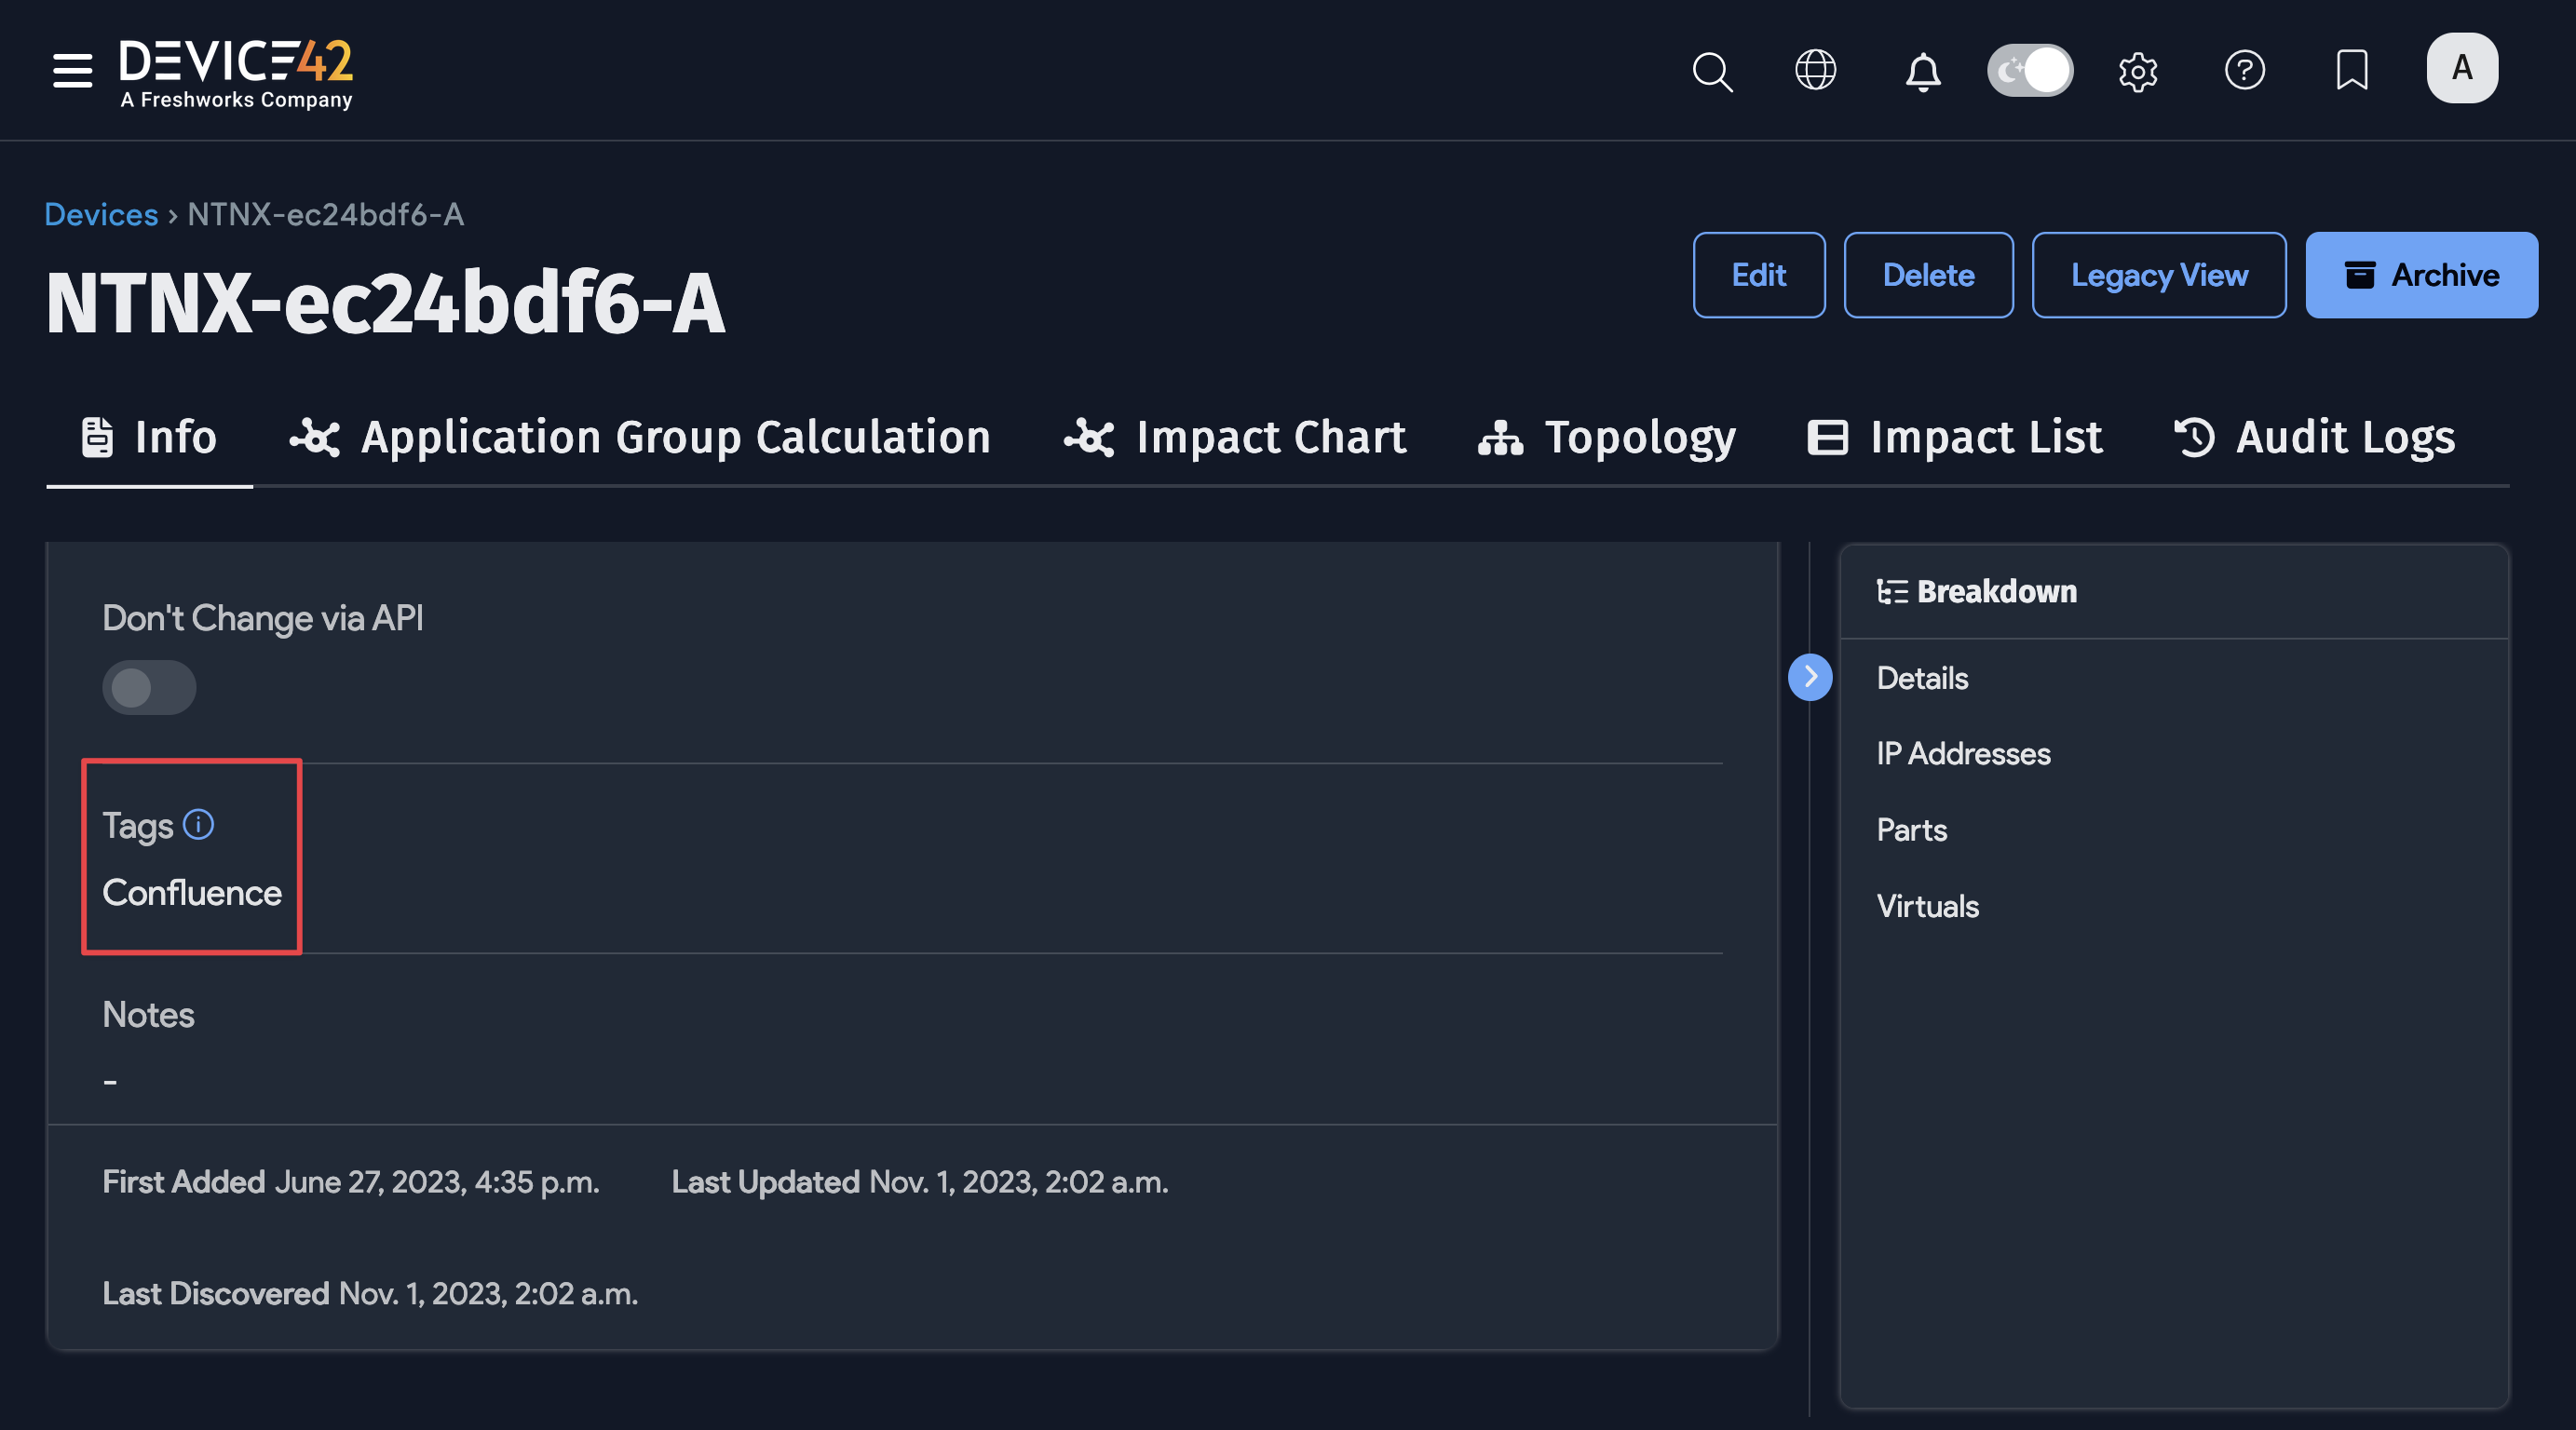 DEVICE42
A Freshworks Company
A
Devices › NTNX-ec24bdf6-A
NTNX-ec24bdf6-A
Edit
Delete
Legacy View
Archive
Info
Application Group Calculation
Impact Chart
Topology
Impact List
Audit Logs
Don't Change via API
Tags
Confluence
Notes
-
First Added June 27, 2023, 4:35 p.m.
Last Updated Nov. 1, 2023, 2:02 a.m.
Last Discovered Nov. 1, 2023, 2:02 a.m.
Breakdown
Details
IP Addresses
Parts
Virtuals